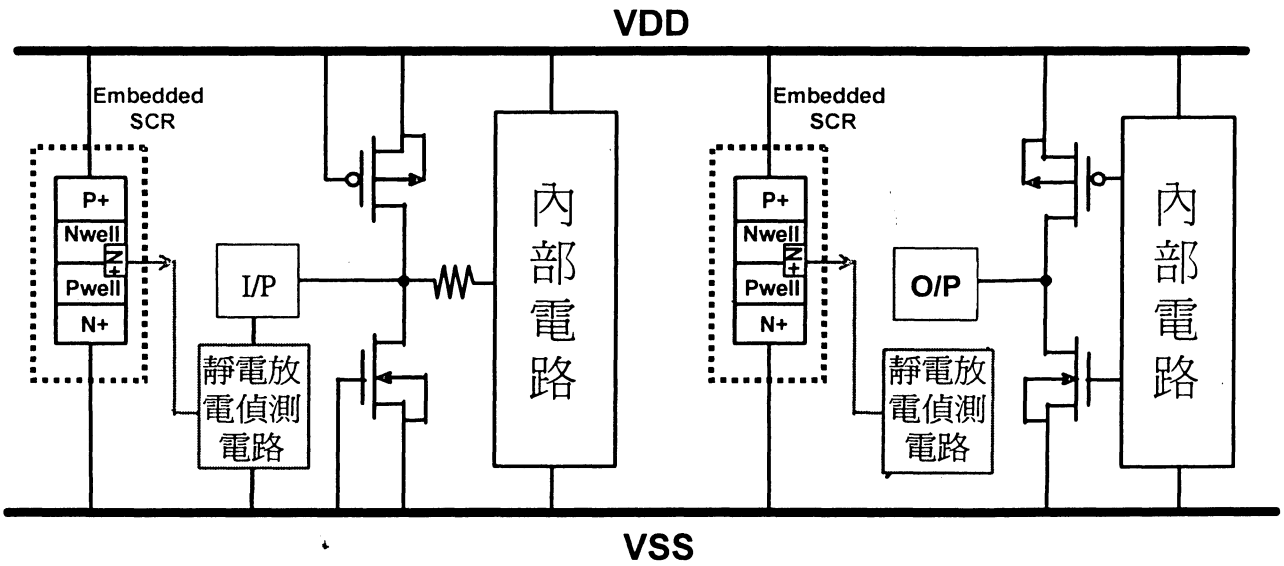 VDD
Embedded
SCR
P+
Nwell
N+
Pwell
N+
I/P
靜電放
電偵測
電路
內
部
電
路
Embedded
SCR
P+
Nwell
N+
Pwell
N+
O/P
靜電放
電偵測
電路
內
部
電
路
VSS